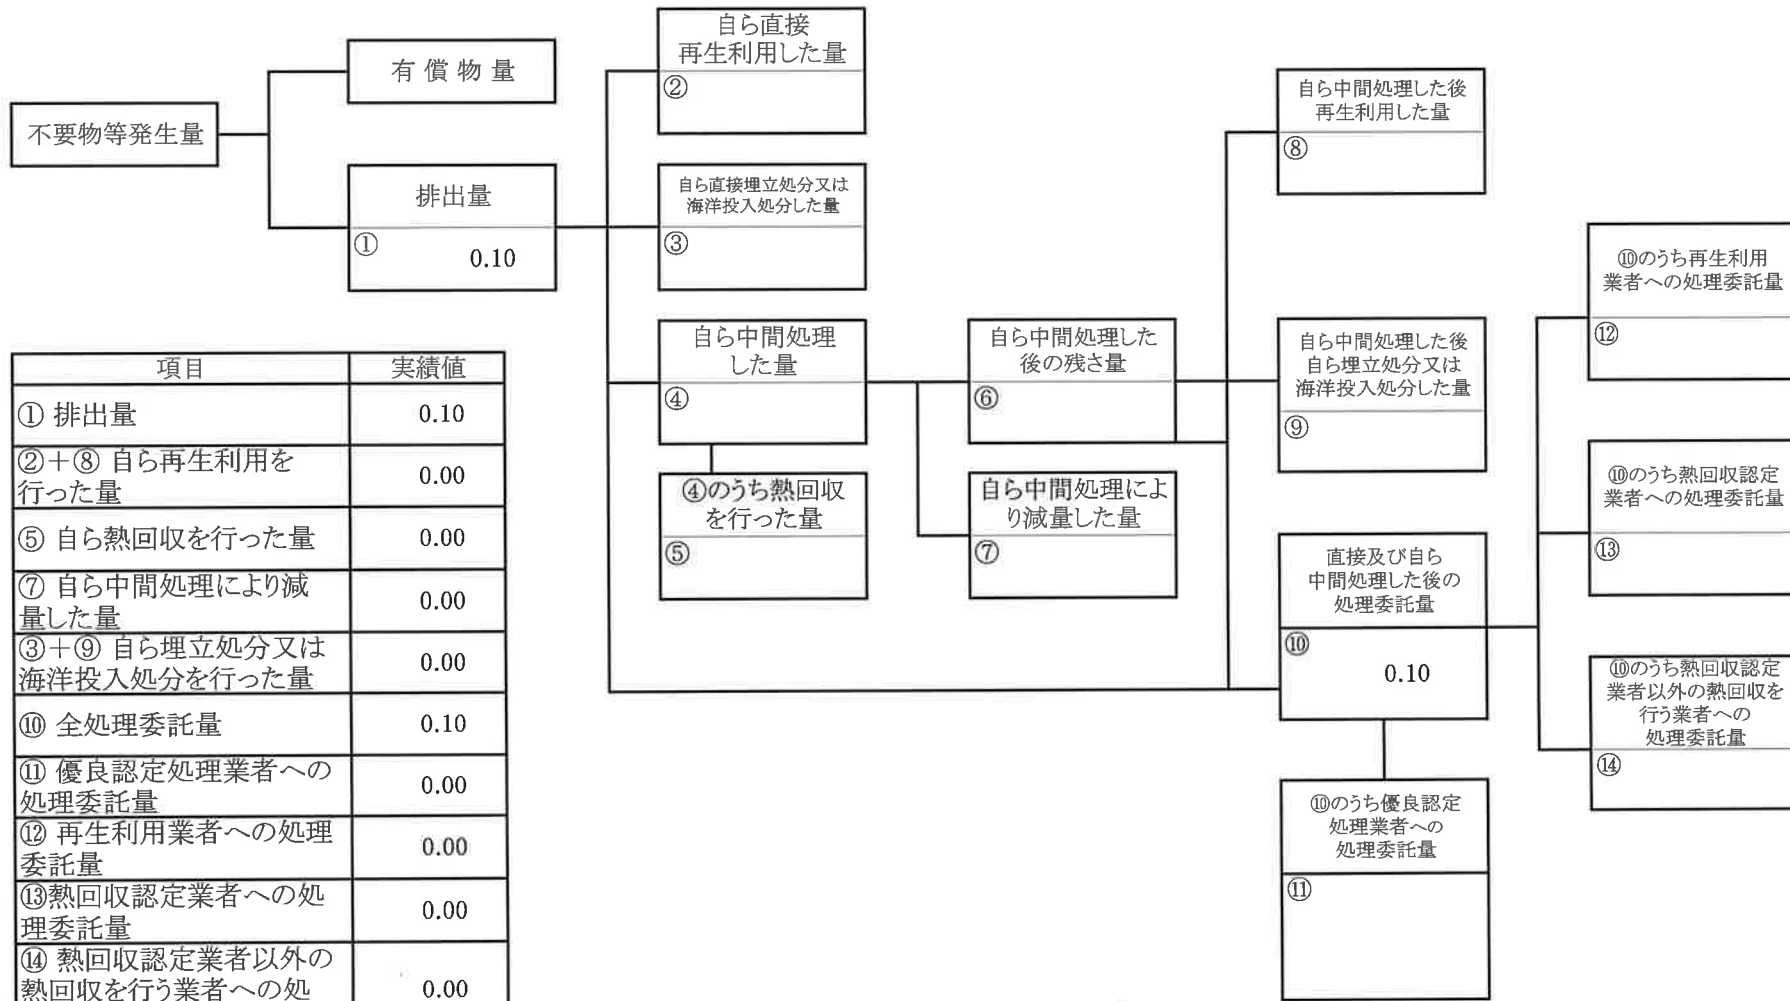 不要物等発生量
有償物量
排出量
①
0.10
自ら直接
再生利用した量
②
自ら直接埋立処分又は
海洋投入処分した量
③
自ら中間処理
した量
④
④のうち熱回収
を行った量
⑤
自ら中間処理した
後の残さ量
⑥
自ら中間処理によ
り減量した量
⑦
自ら中間処理した後
再生利用した量
⑧
自ら中間処理した後
自ら埋立処分又は
海洋投入処分した量
⑨
直接及び自ら
中間処理した後の
処理委託量
⑩
0.10
⑩のうち優良認定
処理業者への
処理委託量
⑪
⑩のうち再生利用
業者への処理委託量
⑫
⑩のうち熱回収認定
業者への処理委託量
⑬
⑩のうち熱回収認定
業者以外の熱回収を
行う業者への
処理委託量
⑭
項目 実績値
① 排出量 0.10
②+⑧ 自ら再生利用を
行った量 0.00
⑤ 自ら熱回収を行った量 0.00
⑦ 自ら中間処理により減
量した量 0.00
③+⑨ 自ら埋立処分又は
海洋投入処分を行った量 0.00
⑩ 全処理委託量 0.10
⑪ 優良認定処理業者への
処理委託量 0.00
⑫ 再生利用業者への処理
委託量 0.00
⑬熱回収認定業者への処
理委託量 0.00
⑭ 熱回収認定業者以外の
熱回収を行う業者への処 0.00